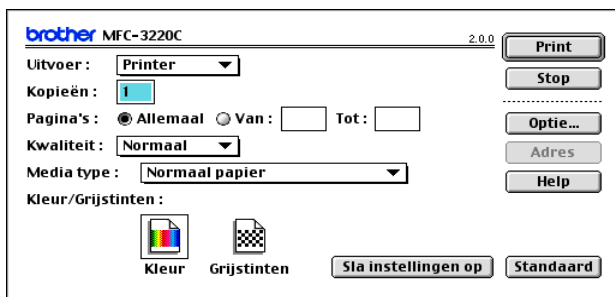 brother MFC-3220C 2.0.0
Print
Uitvoer : Printer
Stop
Kopieën : 1
Pagina's : Allemaal Van : Tot :
Optie...
Kwaliteit : Normaal
Adres
Media type : Normaal papier
Help
Kleur/Grijstinten :
Kleur Grijstinten
Sla instellingen op Standaard